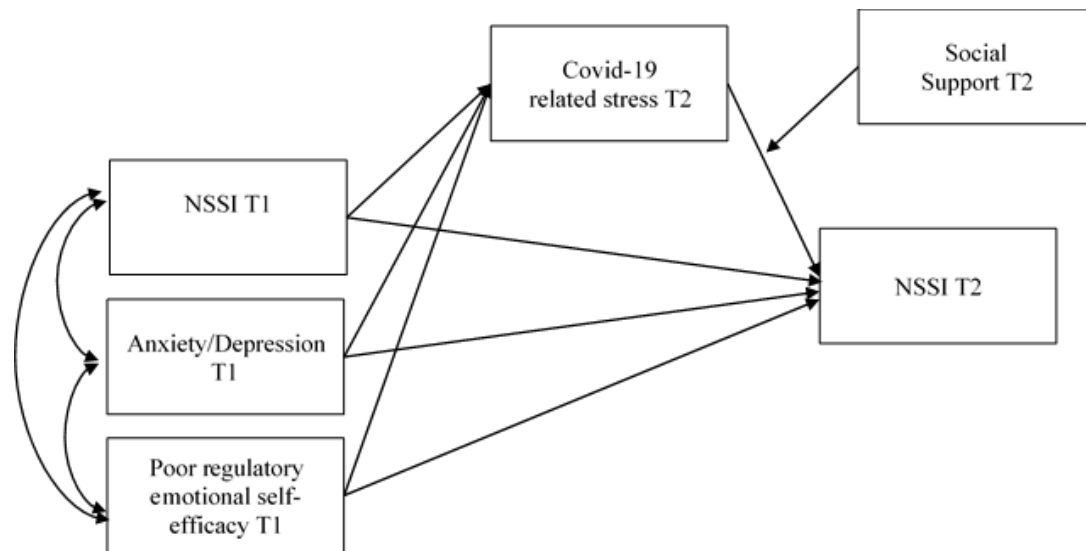 Covid-19
related stress T2
Social
Support T2
NSSI T1
NSSI T2
Anxiety/Depression
T1
Poor regulatory
emotional self-
efficacy T1